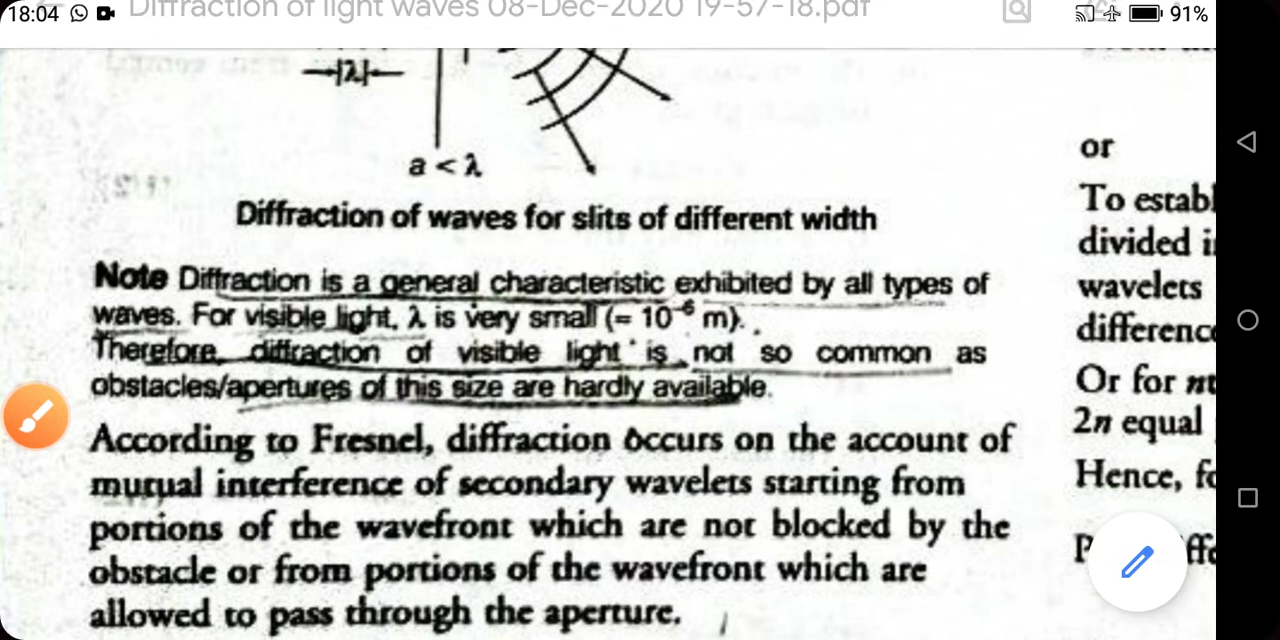 18:04
Diffraction of light waves 08-Dec-2020 19-57-18.pdf
91%
λ
a < λ
Diffraction of waves for slits of different width
Note Diffraction is a general characteristic exhibited by all types of
waves. For visible light, λ is very small (≈ 10⁻⁶ m).
Therefore, diffraction of visible light is not so common as
obstacles/apertures of this size are hardly available.
According to Fresnel, diffraction occurs on the account of
mutual interference of secondary wavelets starting from
portions of the wavefront which are not blocked by the
obstacle or from portions of the wavefront which are
allowed to pass through the aperture.
or
To establ
divided i
wavelets
difference
Or for
2n equal
Hence, fo